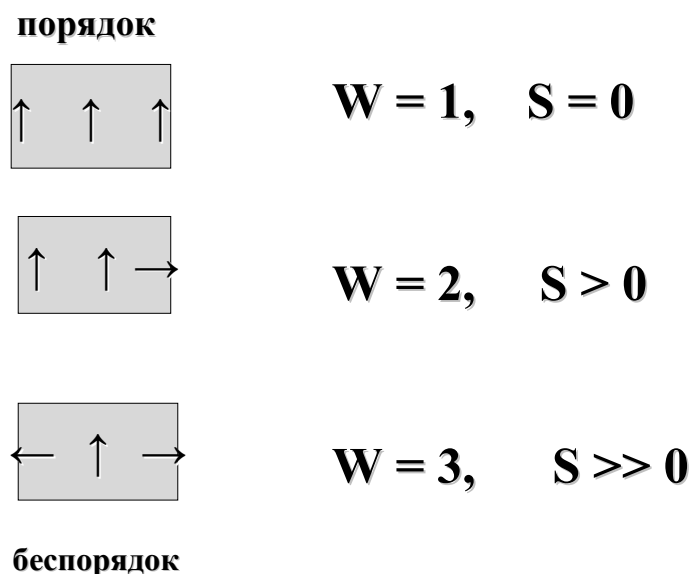 порядок
W = 1, S = 0
W = 2, S > 0
W = 3, S >> 0
беспорядок